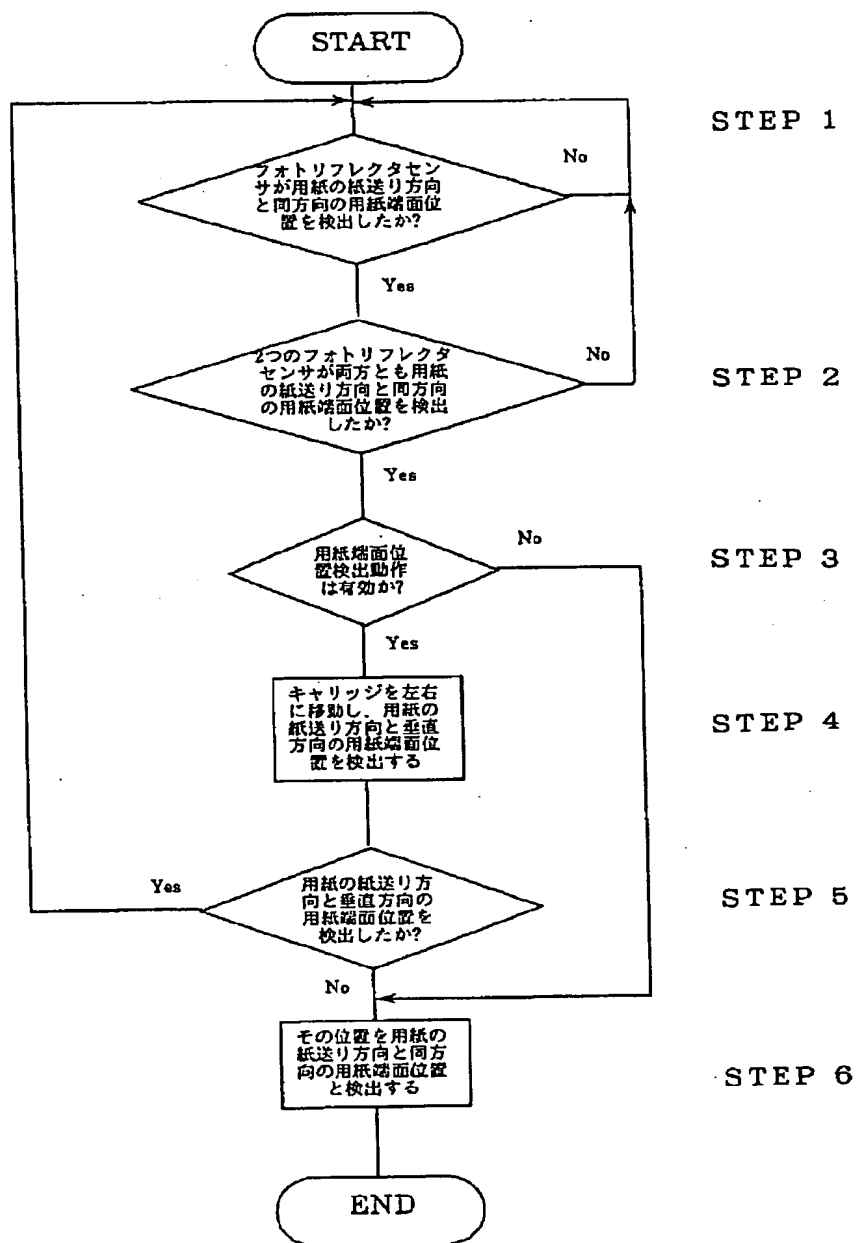 START
STEP 1
フォトリフレクタセン
サが用紙の紙送り方向
と同方向の用紙端面位
置を検出したか?
No
Yes
2つのフォトリフレクタ
センサが両方とも用紙
の紙送り方向と同方向
の用紙端面位置を検出
したか?
No
STEP 2
Yes
用紙端面位
置検出動作
は有効か?
No
STEP 3
Yes
キャリッジを左右
に移動し、用紙の
紙送り方向と垂直
方向の用紙端面位
置を検出する
STEP 4
Yes
用紙の紙送り方
向と垂直方向の
用紙端面位置を
検出したか?
STEP 5
No
その位置を用紙の
紙送り方向と同方
向の用紙端面位置
と検出する
STEP 6
END